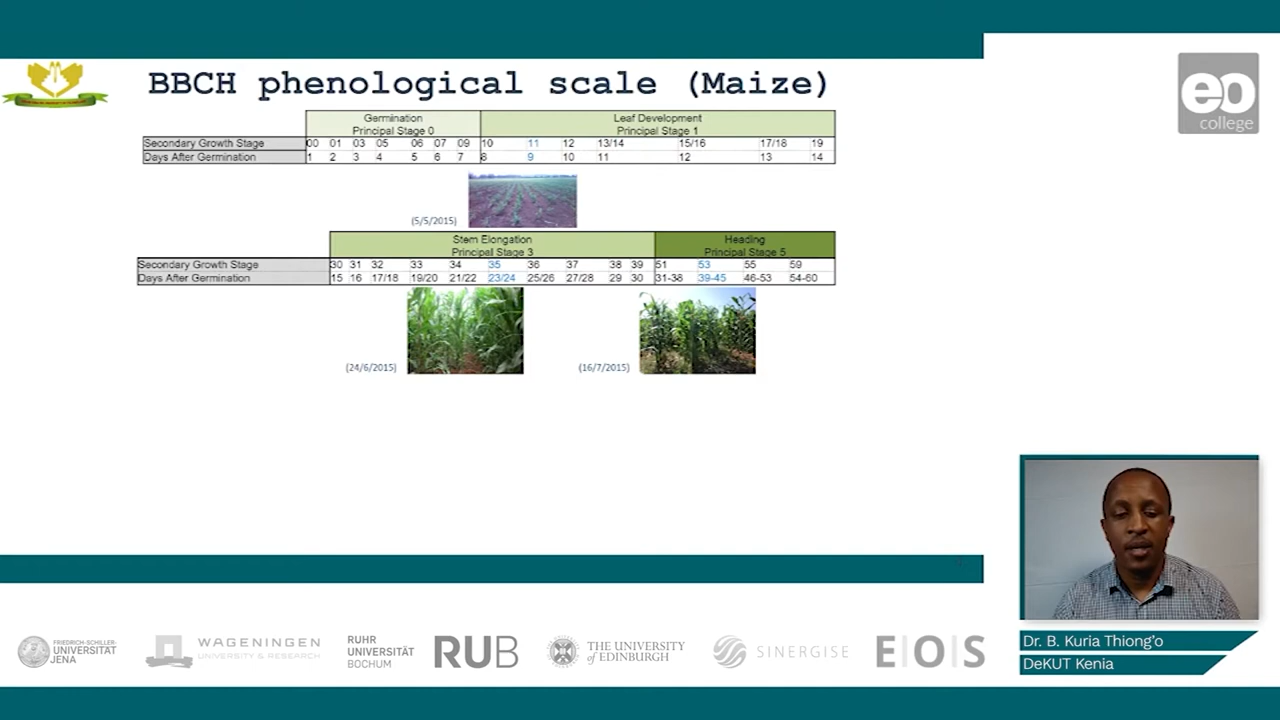 BBCH phenological scale (Maize)
eo
college
Germination
Principal Stage 0
Leaf Development
Principal Stage 1
Secondary Growth Stage 00 01 03 05 06 07 09 10 11 12 13/14 15/16 17/18 19
Days After Germination 1 2 3 4 5 6 7 8 9 10 11 12 13 14
(5/5/2015)
Stem Elongation
Principal Stage 3
Heading
Principal Stage 5
Secondary Growth Stage 30 31 32 33 34 35 36 37 38 39 51 53 55 59
Days After Germination 15 16 17/18 19/20 21/22 23/24 25/26 27/28 29 30 31-38 39-45 46-53 54-60
(24/6/2015)
(16/7/2015)
Dr. B. Kuria Thiong'o
DeKUT Kenia
FRIEDRICH-SCHILLER-
UNIVERSITÄT
JENA
WAGENINGEN
UNIVERSITY & RESEARCH
RUHR
UNIVERSITÄT
BOCHUM
RUB
THE UNIVERSITY
of EDINBURGH
SINERGISE
E|O|S